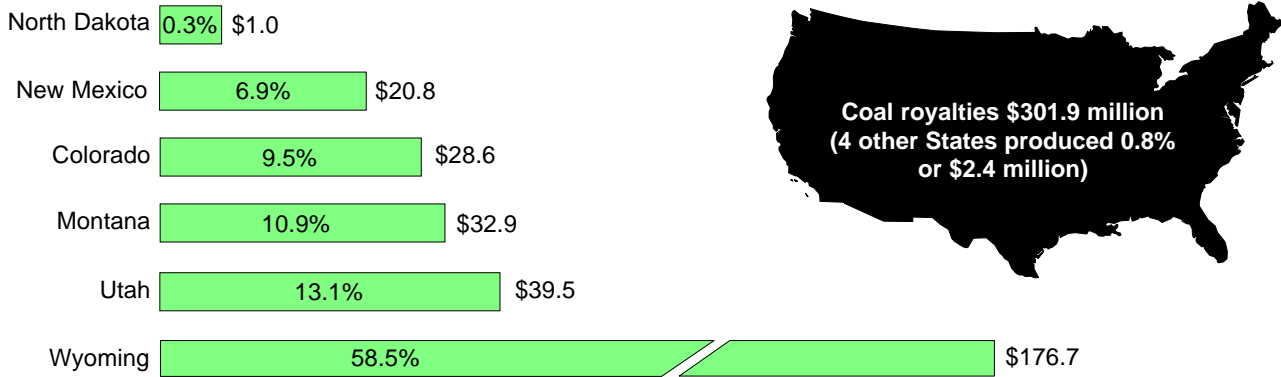 North Dakota 0.3% $1.0
New Mexico 6.9% $20.8
Colorado 9.5% $28.6
Montana 10.9% $32.9
Utah 13.1% $39.5
Wyoming 58.5% $176.7
Coal royalties $301.9 million
(4 other States produced 0.8%
or $2.4 million)